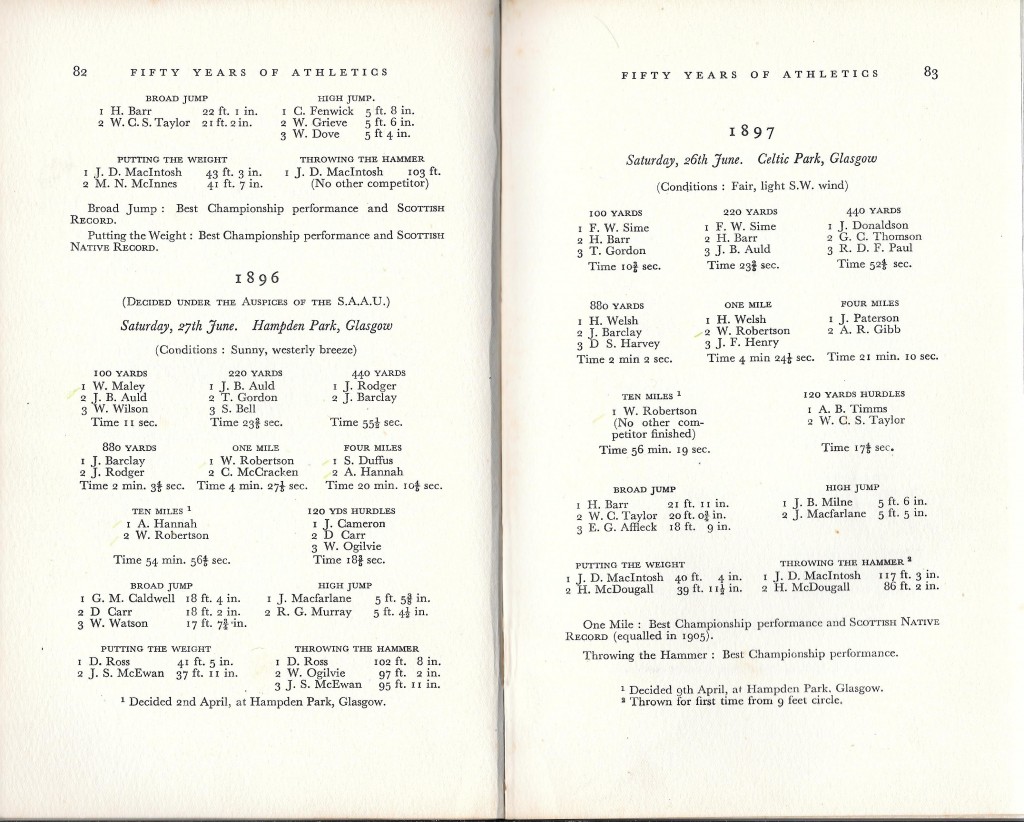 82 FIFTY YEARS OF ATHLETICS
BROAD JUMP HIGH JUMP.
1 H. Barr 22 ft. 1 in. 1 C. Fenwick 5 ft. 8 in.
2 W. C. S. Taylor 21 ft. 2 in. 2 W. Grieve 5 ft. 6 in.
3 W. Dove 5 ft 4 in.
PUTTING THE WEIGHT THROWING THE HAMMER
1 J. D. MacIntosh 43 ft. 3 in. 1 J. D. MacIntosh 103 ft.
2 M. N. McInnes 41 ft. 7 in. (No other competitor)
Broad Jump : Best Championship performance and SCOTTISH
RECORD.
Putting the Weight : Best Championship performance and SCOTTISH
NATIVE RECORD.
1896
(DECIDED UNDER THE AUSPICES OF THE S.A.A.U.)
Saturday, 27th June. Hampden Park, Glasgow
(Conditions : Sunny, westerly breeze)
100 YARDS 220 YARDS 440 YARDS
1 W. Maley 1 J. B. Auld 1 J. Rodger
2 J. B. Auld 2 T. Gordon 2 J. Barclay
3 W. Wilson 3 S. Bell
Time 11 sec. Time 23⅖ sec. Time 55⅕ sec.
880 YARDS ONE MILE FOUR MILES
1 J. Barclay 1 W. Robertson 1 S. Duffus
2 J. Rodger 2 C. McCracken 2 A. Hannah
Time 2 min. 3⅘ sec. Time 4 min. 27⅕ sec. Time 20 min. 10⅘ sec.
TEN MILES ¹ 120 YDS HURDLES
1 A. Hannah 1 J. Cameron
2 W. Robertson 2 D Carr
3 W. Ogilvie
Time 54 min. 56⅘ sec. Time 18⅗ sec.
BROAD JUMP HIGH JUMP
1 G. M. Caldwell 18 ft. 4 in. 1 J. Macfarlane 5 ft. in.
2 D Carr 18 ft. 2 in. 2 R. G. Murray 5 ft. 4½ in.
3 W. Watson 17 ft. in.
PUTTING THE WEIGHT THROWING THE HAMMER
1 D. Ross 41 ft. 5 in. 1 D. Ross 102 ft. 8 in.
2 J. S. McEwan 37 ft. 11 in. 2 W. Ogilvie 97 ft. 2 in.
3 J. S. McEwan 95 ft. 11 in.
¹ Decided 2nd April, at Hampden Park, Glasgow.
FIFTY YEARS OF ATHLETICS 83
1897
Saturday, 26th June. Celtic Park, Glasgow
(Conditions : Fair, light S.W. wind)
100 YARDS 220 YARDS 440 YARDS
1 F. W. Sime 1 F. W. Sime 1 J. Donaldson
2 H. Barr 2 H. Barr 2 G. C. Thomson
3 T. Gordon 3 J. B. Auld 3 R. D. F. Paul
Time 10⅗ sec. Time 23⅗ sec. Time 52⅘ sec.
880 YARDS ONE MILE FOUR MILES
1 H. Welsh 1 H. Welsh 1 J. Paterson
2 J. Barclay 2 W. Robertson 2 A. R. Gibb
3 D S. Harvey 3 J. F. Henry
Time 2 min 2 sec. Time 4 min 24⅕ sec. Time 21 min. 10 sec.
TEN MILES ¹ 120 YARDS HURDLES
1 W. Robertson 1 A. B. Timms
(No other com- 2 W. C. S. Taylor
petitor finished)
Time 56 min. 19 sec. Time 17⅘ sec.
BROAD JUMP HIGH JUMP
1 H. Barr 21 ft. 11 in. 1 J. B. Milne 5 ft. 6 in.
2 W. C. Taylor 20 ft. 0¾ in. 2 J. Macfarlane 5 ft. 5 in.
3 E. G. Affleck 18 ft. 9 in.
PUTTING THE WEIGHT THROWING THE HAMMER ²
1 J. D. MacIntosh 40 ft. 4 in. 1 J. D. MacIntosh 117 ft. 3 in.
2 H. McDougall 39 ft. 11½ in. 2 H. McDougall 86 ft. 2 in.
One Mile : Best Championship performance and SCOTTISH NATIVE
RECORD (equalled in 1905).
Throwing the Hammer : Best Championship performance.
¹ Decided 9th April, at Hampden Park. Glasgow.
² Thrown for first time from 9 feet circle.